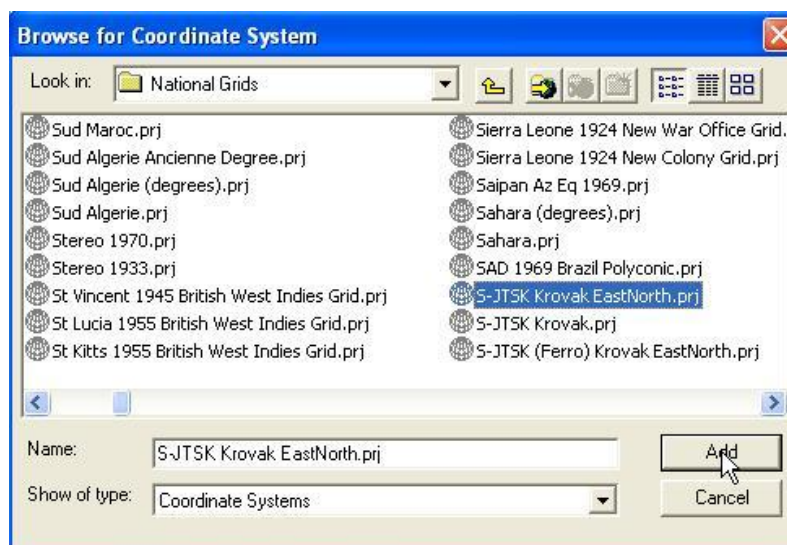 Browse for Coordinate System
Look in: National Grids
Sud Maroc.prj
Sud Algerie Ancienne Degree.prj
Sud Algerie (degrees).prj
Sud Algerie.prj
Stereo 1970.prj
Stereo 1933.prj
St Vincent 1945 British West Indies Grid.prj
St Lucia 1955 British West Indies Grid.prj
St Kitts 1955 British West Indies Grid.prj
Sierra Leone 1924 New War Office Grid.
Sierra Leone 1924 New Colony Grid.prj
Saipan Az Eq 1969.prj
Sahara (degrees).prj
Sahara.prj
SAD 1969 Brazil Polyconic.prj
S-JTSK Krovak EastNorth.prj
S-JTSK Krovak.prj
S-JTSK (Ferro) Krovak EastNorth.prj
Name: S-JTSK Krovak EastNorth.prj
Add
Show of type: Coordinate Systems
Cancel